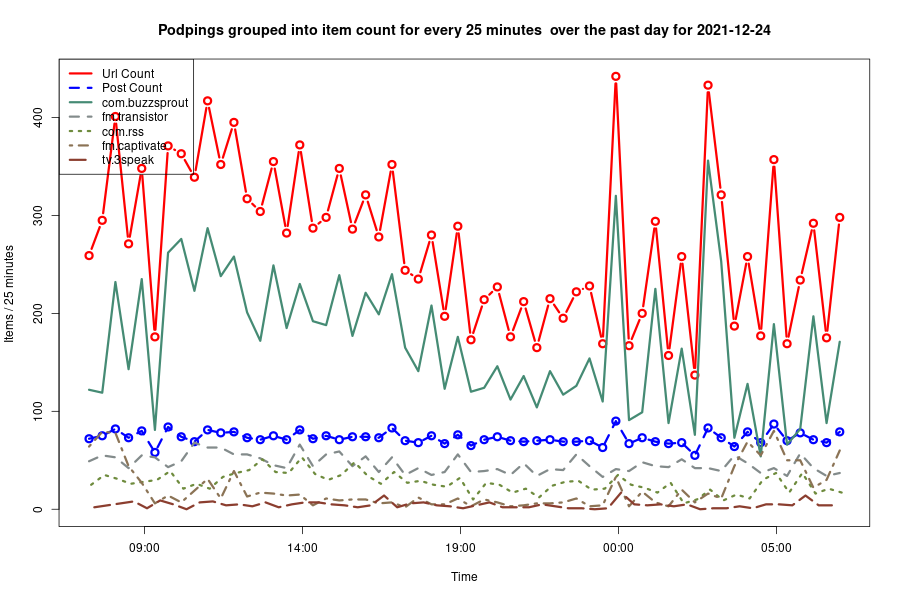 Podpings grouped into item count for every 25 minutes  over the past day for 2021-12-24
Url Count
Post Count
com.buzzsprout
fm.transistor
com.rss
fm.captivate
tv.3speak
Items / 25 minutes
400
300
200
100
0
09:00
14:00
19:00
00:00
05:00
Time